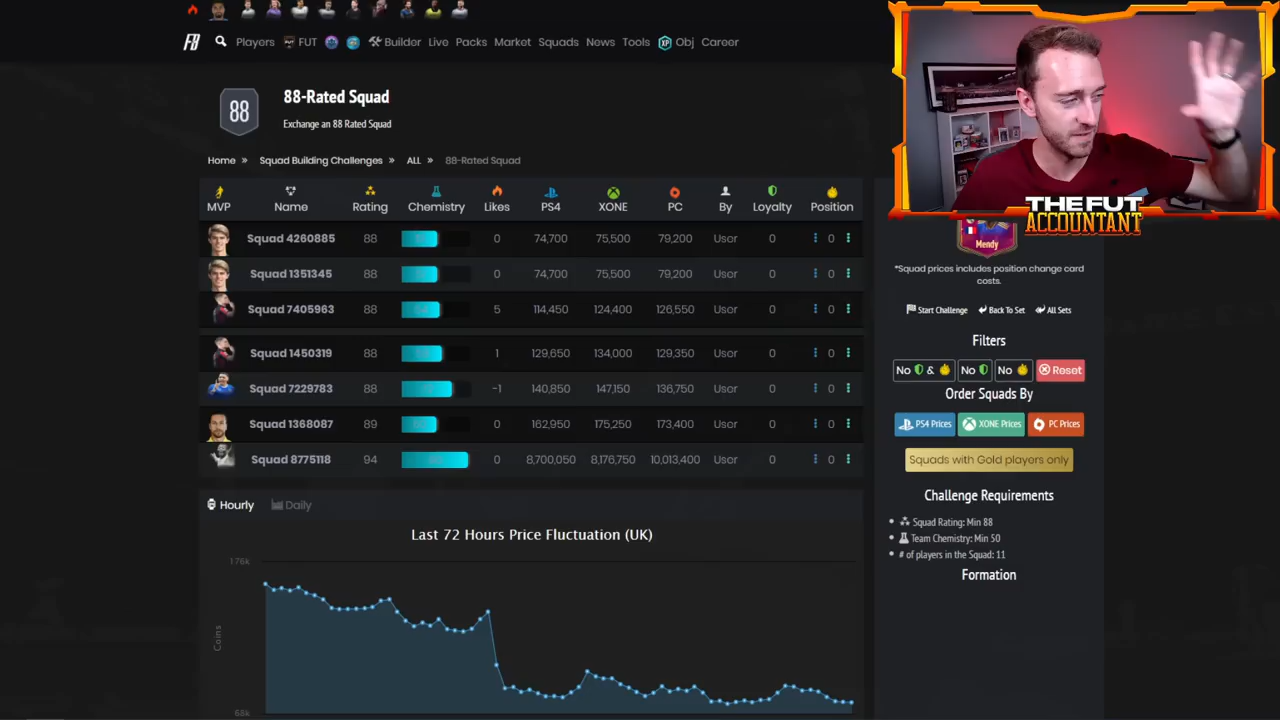 Players FUT Builder Live Packs Market Squads News Tools Obj Career
THE FUT
ACCOUNTANT
88
88-Rated Squad
Exchange an 88 Rated Squad
Home » Squad Building Challenges » ALL » 88-Rated Squad
MVP Name Rating Chemistry Likes PS4 XONE PC By Loyalty Position
Squad 4260885 88 0 74,700 75,500 79,200 User 0 0
Squad 1351345 88 0 74,700 75,500 79,200 User 0 0
Squad 7405963 88 5 114,450 124,400 126,550 User 0 0
Squad 1450319 88 1 129,650 134,000 129,350 User 0 0
Squad 7229783 88 -1 140,850 147,150 136,750 User 0 0
Squad 1368087 89 0 162,950 175,250 173,400 User 0 0
Squad 8775118 94 0 8,700,050 8,176,750 10,013,400 User 0 0
Mendy
*Squad prices includes position change card
costs.
Start Challenge Back To Set All Sets
Filters
No & No No Reset
Order Squads By
PS4 Prices XONE Prices PC Prices
Squads with Gold players only
Challenge Requirements
Squad Rating: Min 88
Team Chemistry: Min 50
# of players in the Squad: 11
Formation
Hourly Daily
Last 72 Hours Price Fluctuation (UK)
178k
Coins
68k